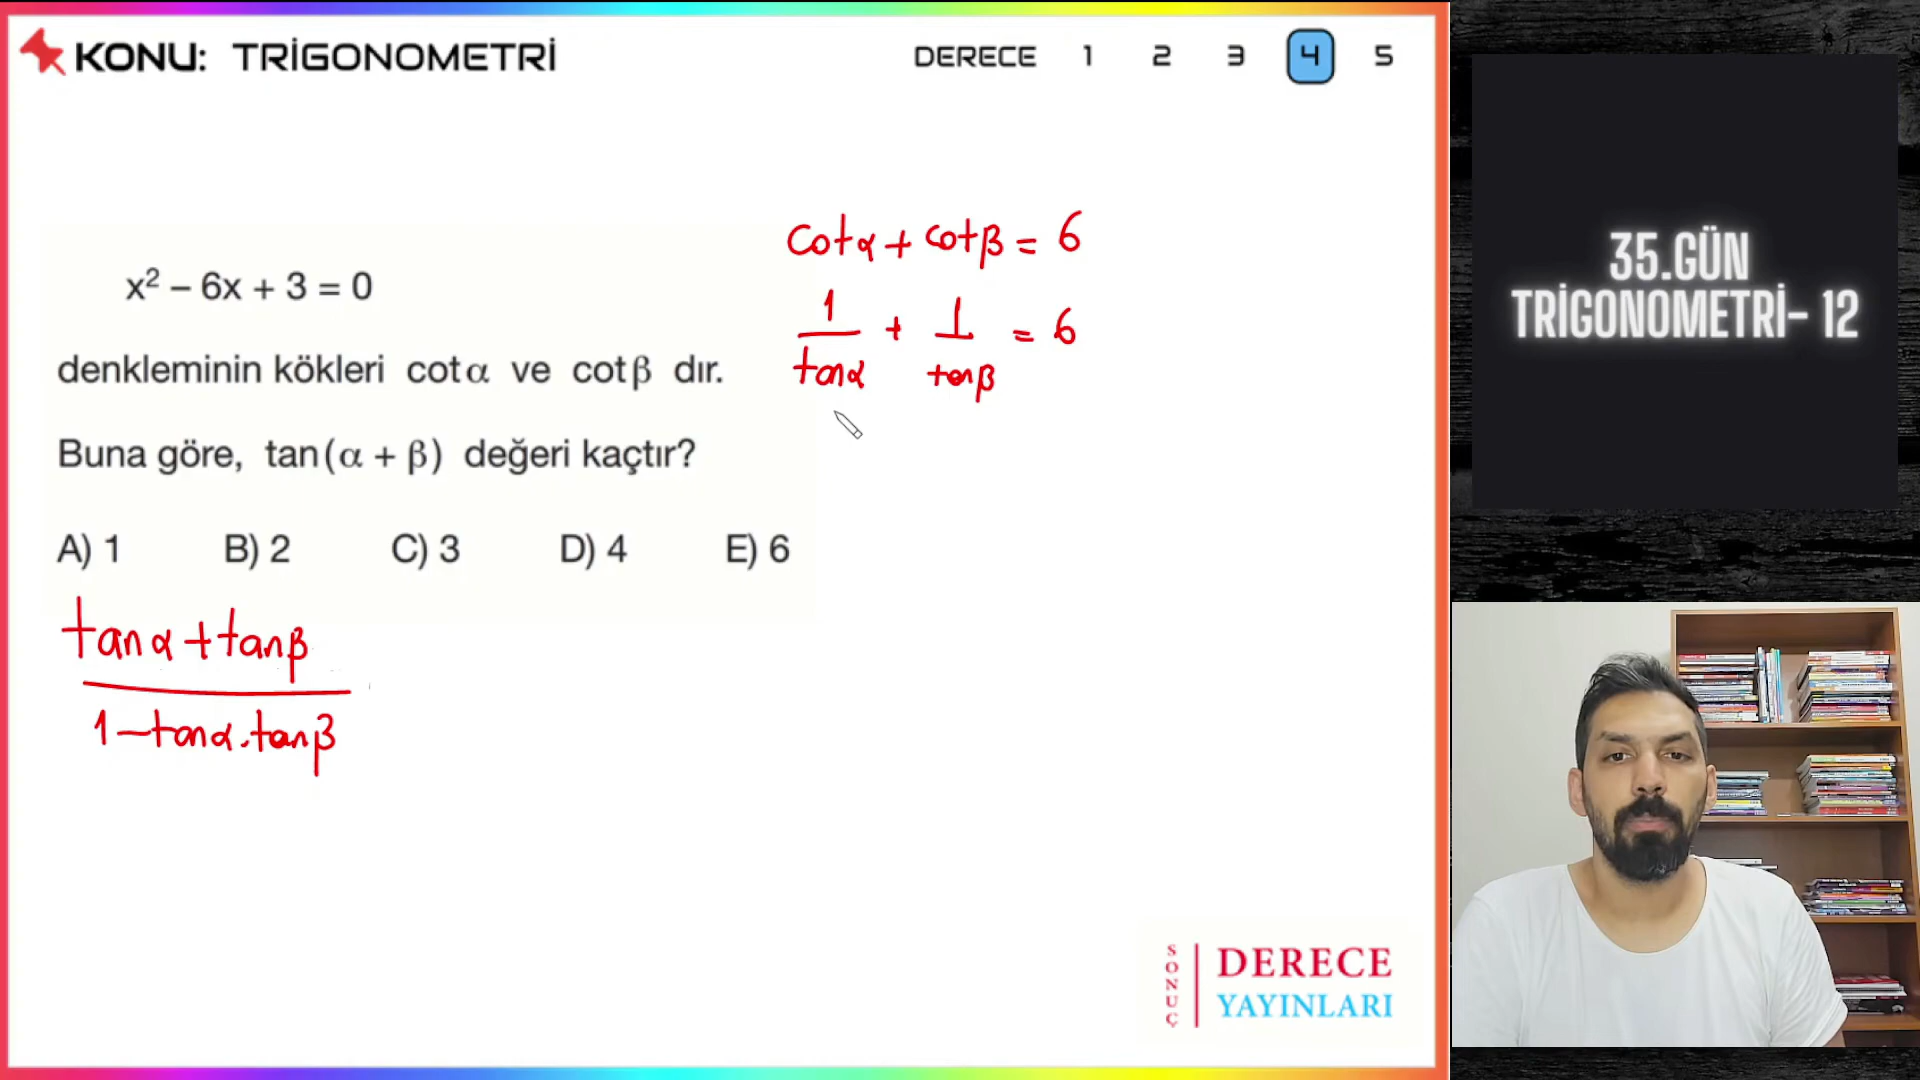 KONU: TRİGONOMETRİ
DERECE 1 2 3 4 5
x² – 6x + 3 = 0
denkleminin kökleri cot α ve cot β dır.
Buna göre, tan(α + β) değeri kaçtır?
A) 1 B) 2 C) 3 D) 4 E) 6
tanα + tanβ
1 – tanα . tanβ
cotα + cotβ = 6
1 + 1 = 6
tanα tanβ
35.GÜN
TRİGONOMETRİ- 12
SONUÇ
DERECE
YAYINLARI